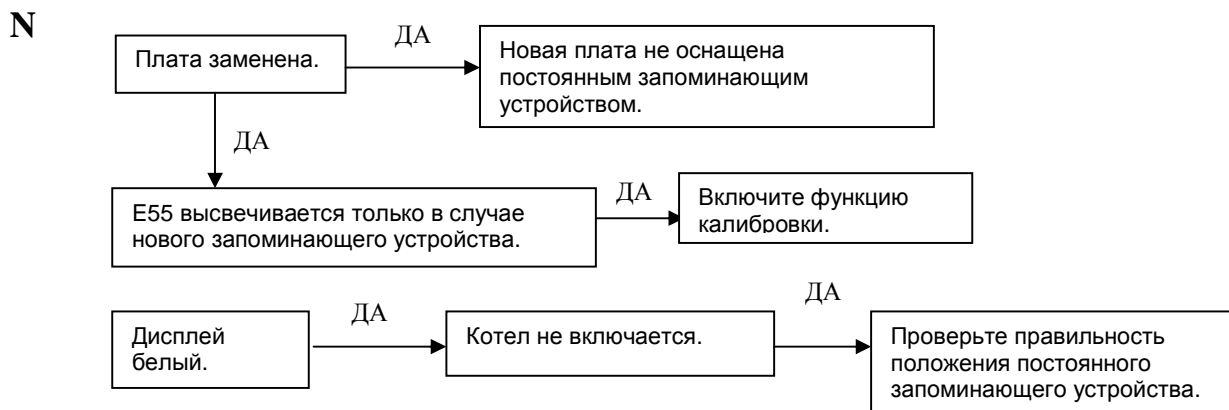 N
Плата заменена.
ДА
Новая плата не оснащена
постоянным запоминающим
устройством.
ДА
E55 высвечивается только в случае
нового запоминающего устройства.
ДА
Включите функцию
калибровки.
Дисплей
белый.
ДА
Котел не включается.
ДА
Проверьте правильность
положения постоянного
запоминающего устройства.